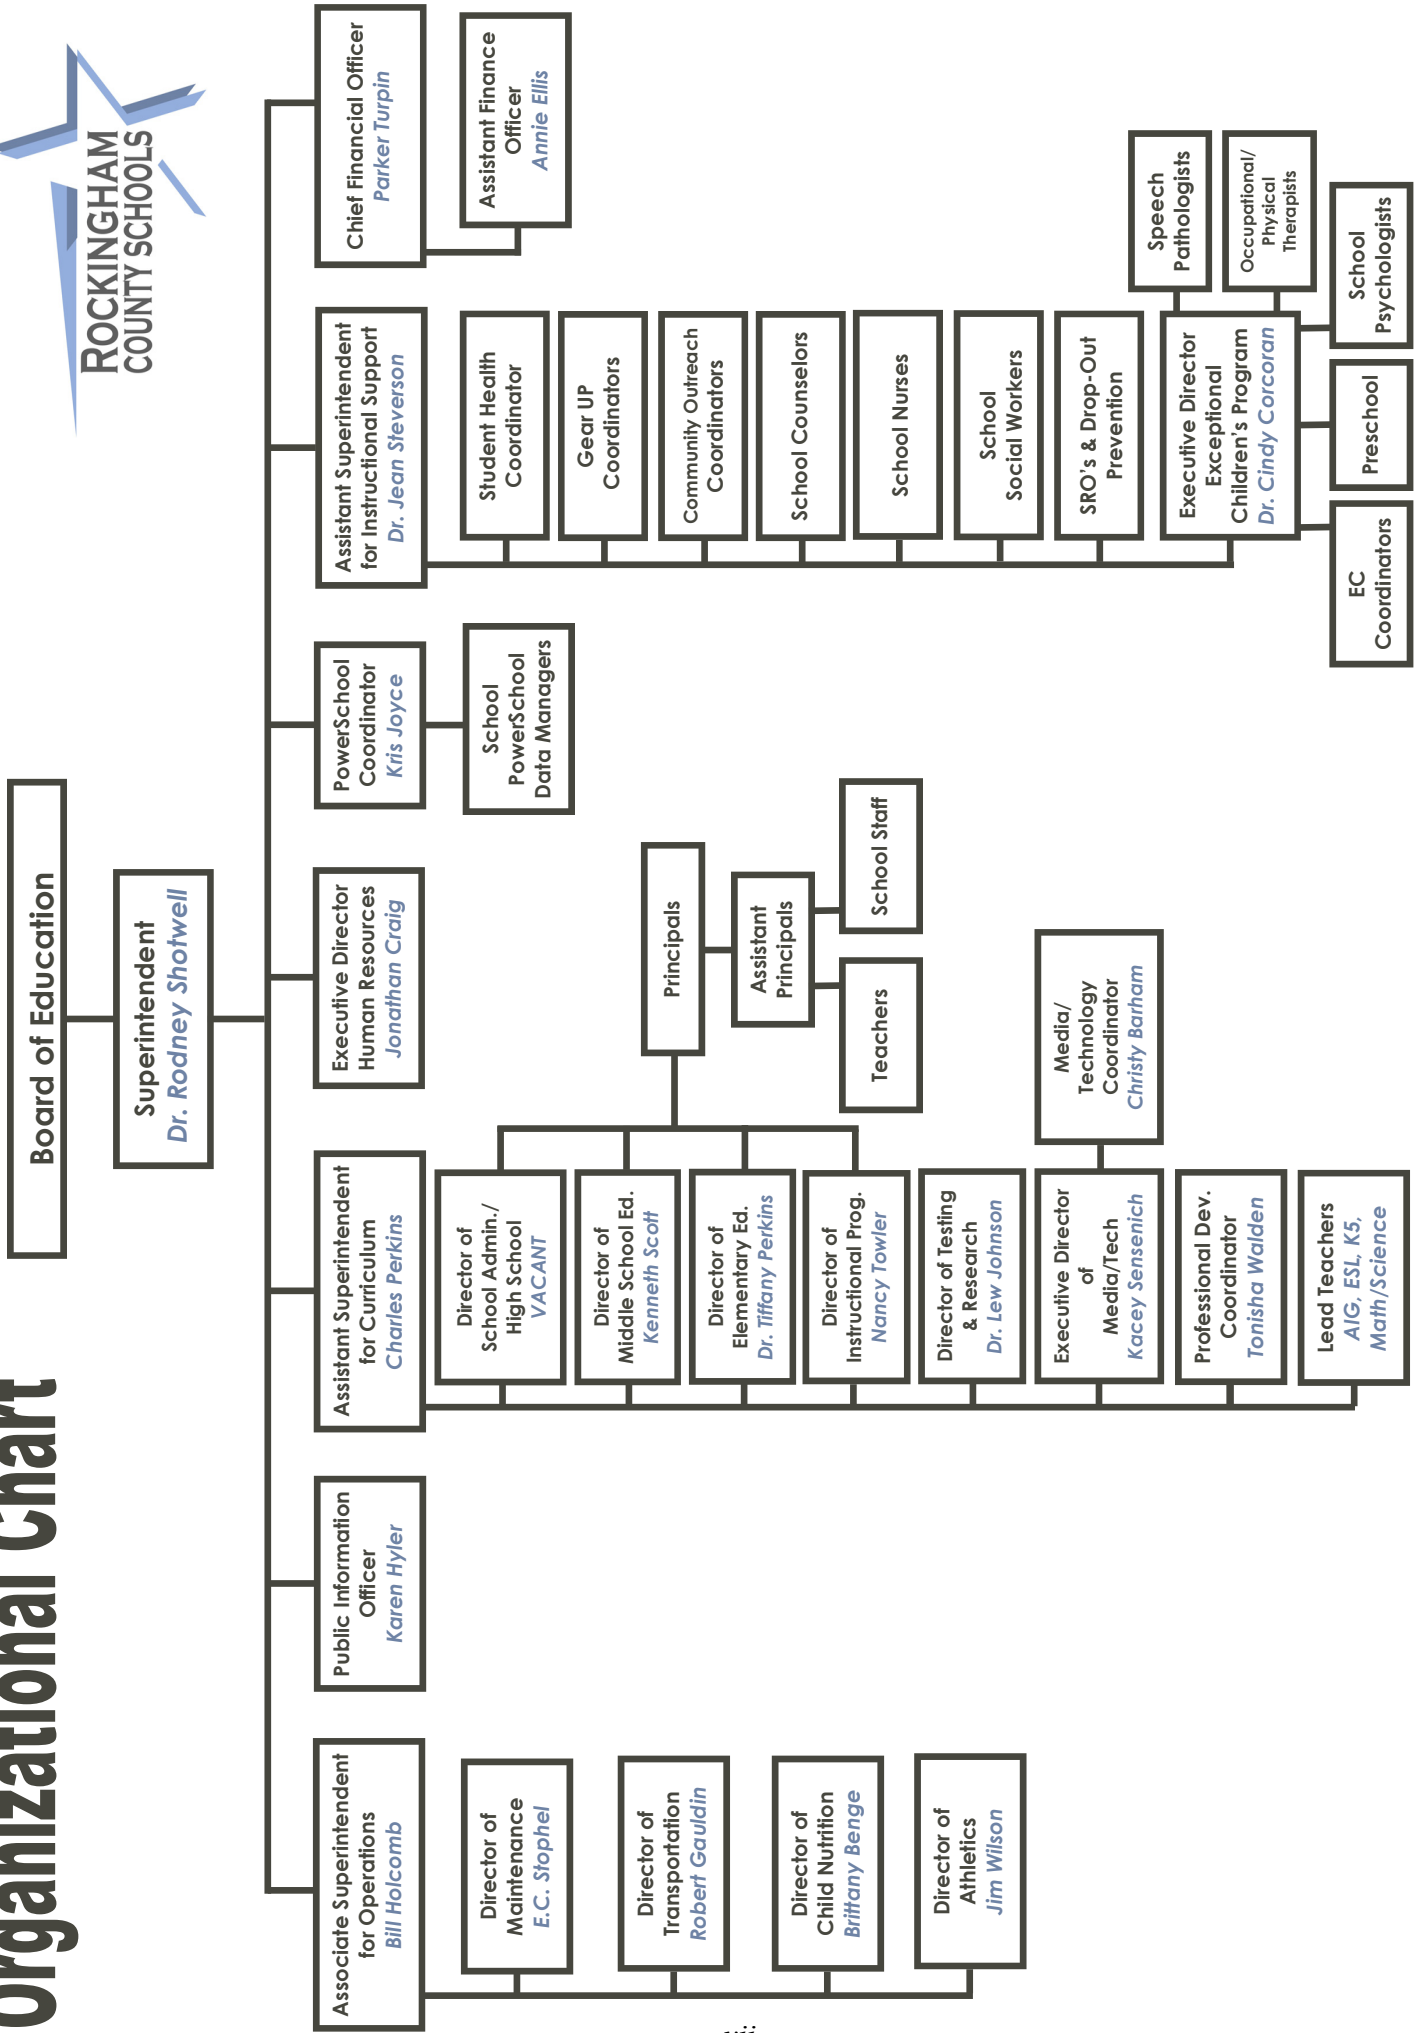 Organizational Chart
ROCKINGHAM
COUNTY SCHOOLS
Board of Education
Superintendent
Dr. Rodney Shotwell
Associate Superintendent
for Operations
Bill Holcomb
Public Information
Officer
Karen Hyler
Assistant Superintendent
for Curriculum
Charles Perkins
Executive Director
Human Resources
Jonathan Craig
PowerSchool
Coordinator
Kris Joyce
Assistant Superintendent
for Instructional Support
Dr. Jean Steverson
Chief Financial Officer
Parker Turpin
Director of
Maintenance
E.C. Stophel
Director of
Transportation
Robert Gauldin
Director of
Child Nutrition
Brittany Benge
Director of
Athletics
Jim Wilson
Director of
School Admin./
High School
VACANT
Director of
Middle School Ed.
Kenneth Scott
Director of
Elementary Ed.
Dr. Tiffany Perkins
Director of
Instructional Prog.
Nancy Towler
Director of Testing
& Research
Dr. Lew Johnson
Executive Director
of
Media/Tech
Kacey Sensenich
Media/
Technology
Coordinator
Christy Barham
Professional Dev.
Coordinator
Tonisha Walden
Lead Teachers
AIG, ESL, K5,
Math/Science
Principals
Assistant
Principals
Teachers
School Staff
School
PowerSchool
Data Managers
Student Health
Coordinator
Gear UP
Coordinators
Community Outreach
Coordinators
School Counselors
School Nurses
School
Social Workers
SRO's & Drop-Out
Prevention
Executive Director
Exceptional
Children's Program
Dr. Cindy Corcoran
Speech
Pathologists
Occupational/
Physical
Therapists
EC
Coordinators
Preschool
School
Psychologists
Assistant Finance
Officer
Annie Ellis